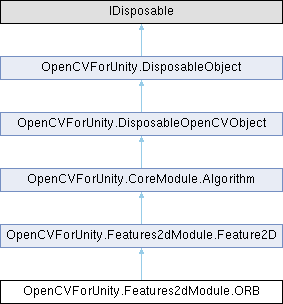 IDisposable
OpenCVForUnity.DisposableObject
OpenCVForUnity.DisposableOpenCVObject
OpenCVForUnity.CoreModule.Algorithm
OpenCVForUnity.Features2dModule.Feature2D
OpenCVForUnity.Features2dModule.ORB